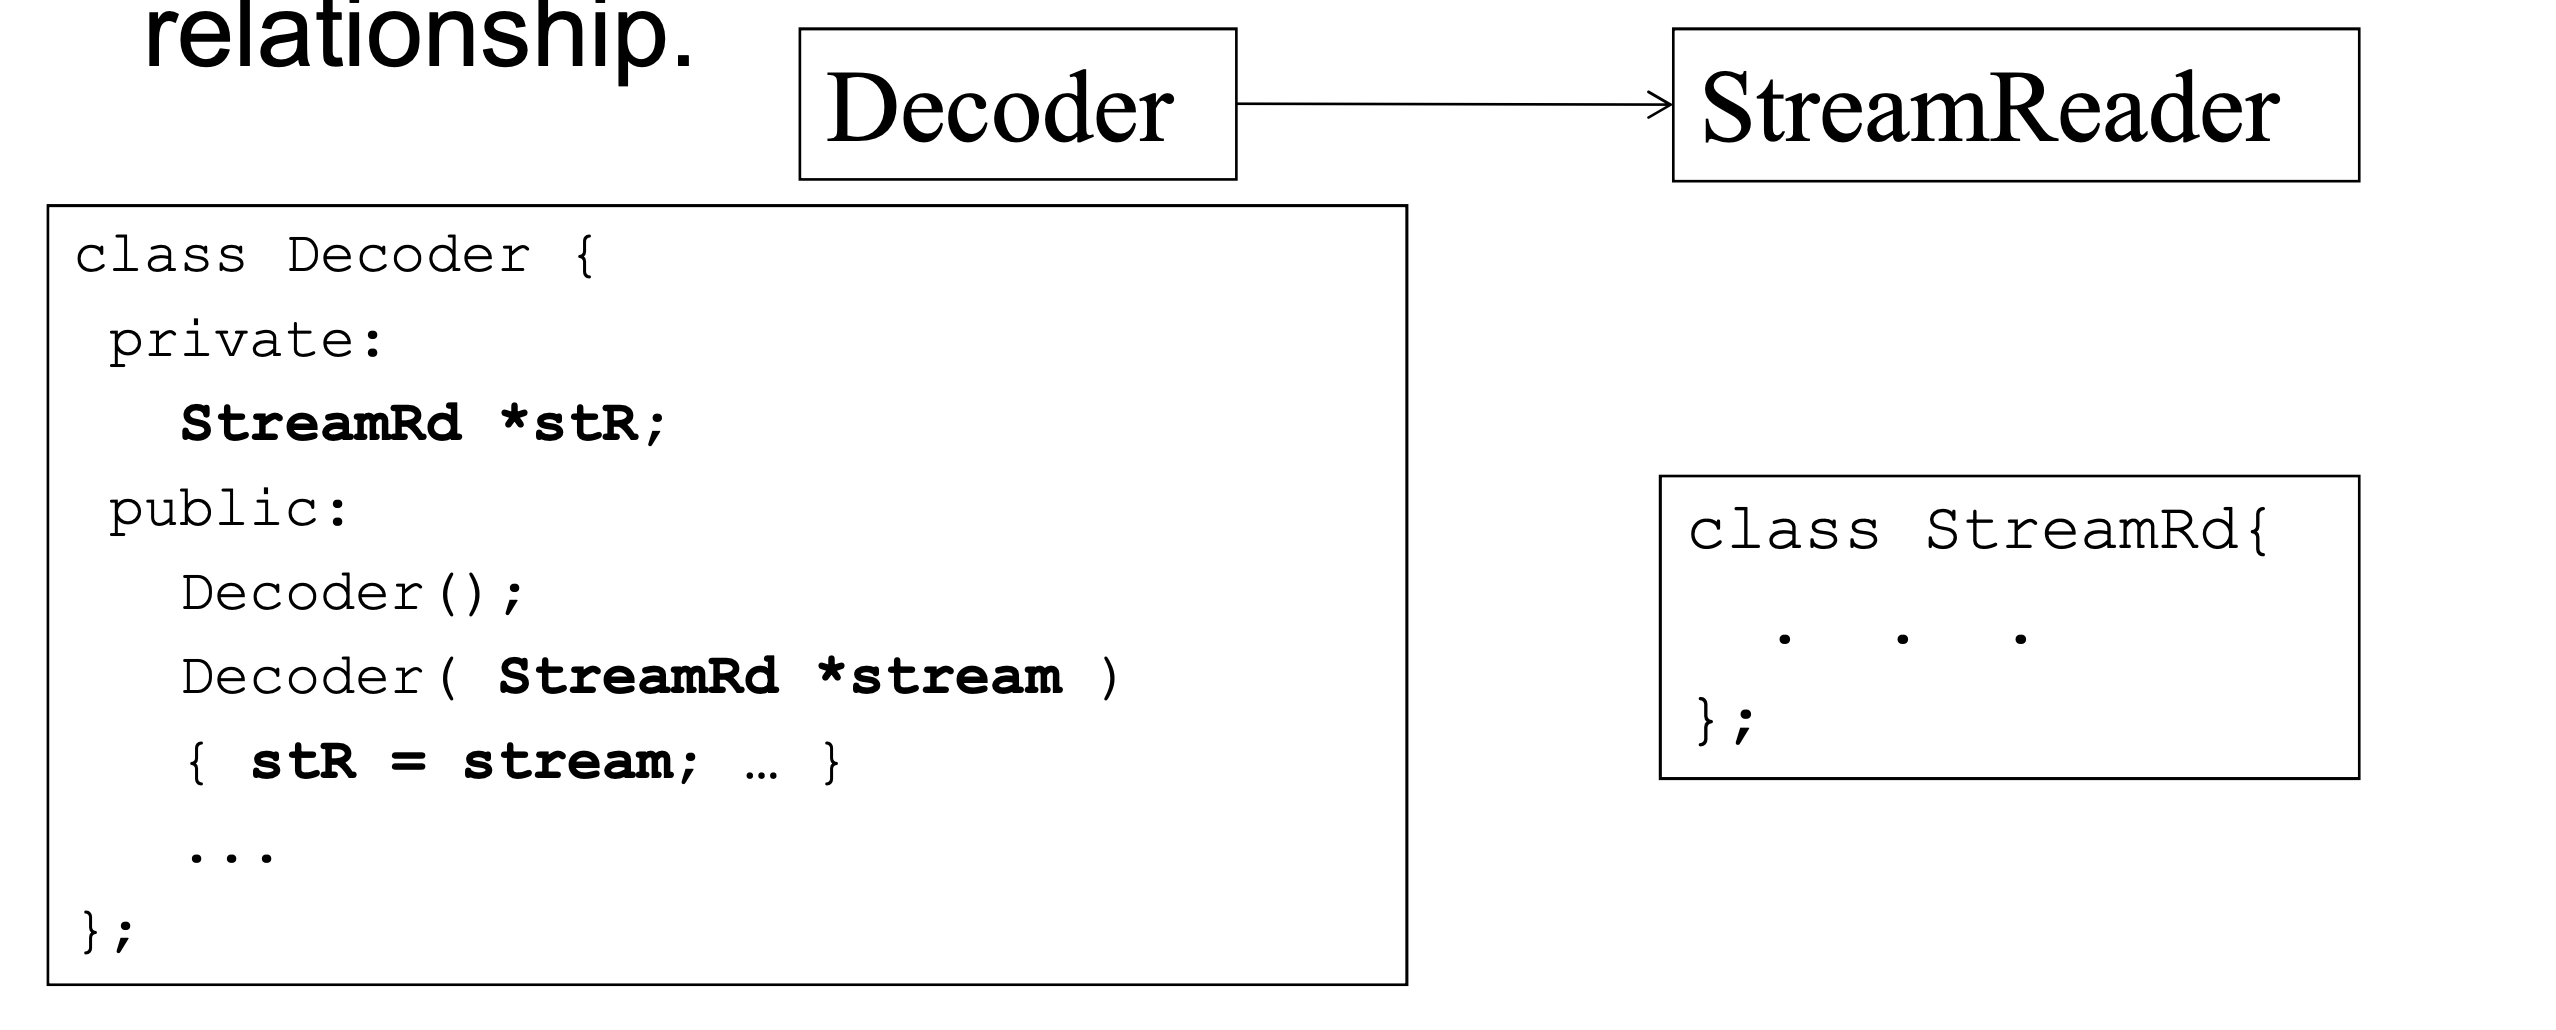 relationship.
Decoder
StreamReader
class Decoder {
private:
StreamRd *stR;
public:
Decoder();
Decoder( StreamRd *stream )
{ stR = stream; … }
...
};
class StreamRd{
. . .
};